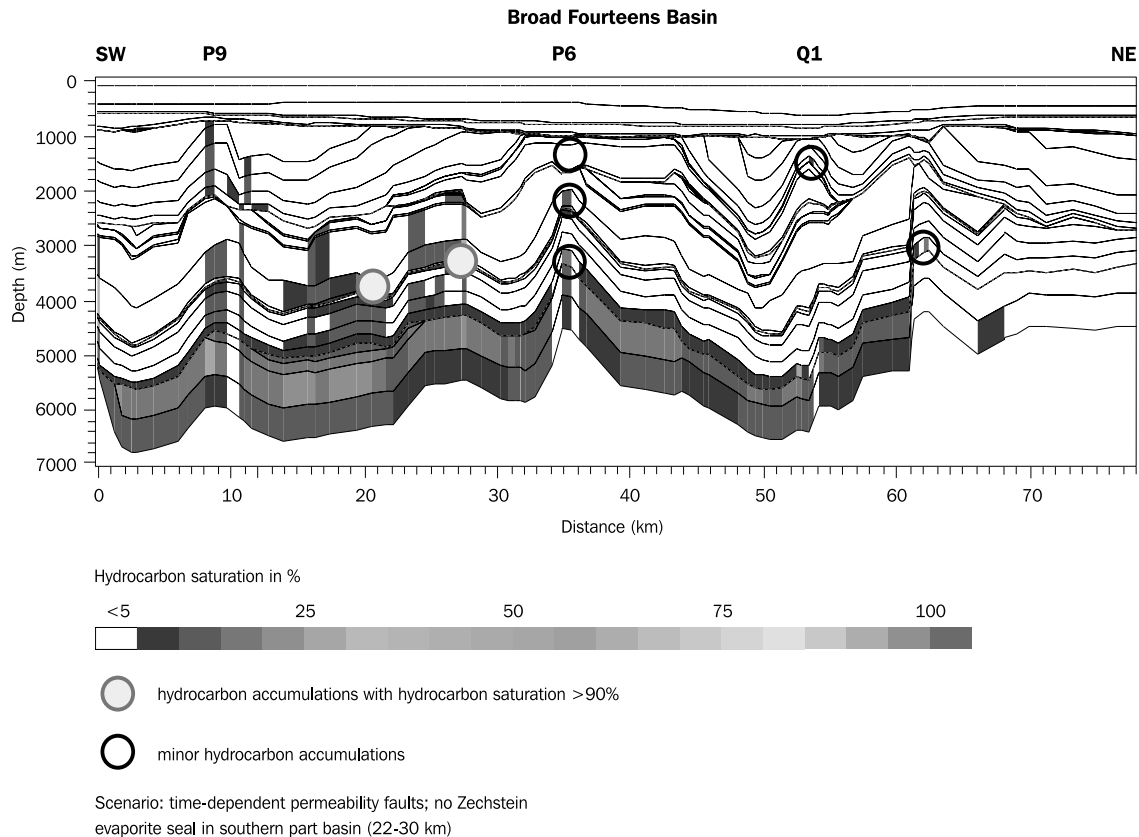 Broad Fourteens Basin
SW P9 P6 Q1 NE
0
1000
2000
3000
4000
5000
6000
7000
Depth (m)
0 10 20 30 40 50 60 70
Distance (km)
Hydrocarbon saturation in %
<5 25 50 75 100
hydrocarbon accumulations with hydrocarbon saturation >90%
minor hydrocarbon accumulations
Scenario: time-dependent permeability faults; no Zechstein
evaporite seal in southern part basin (22-30 km)